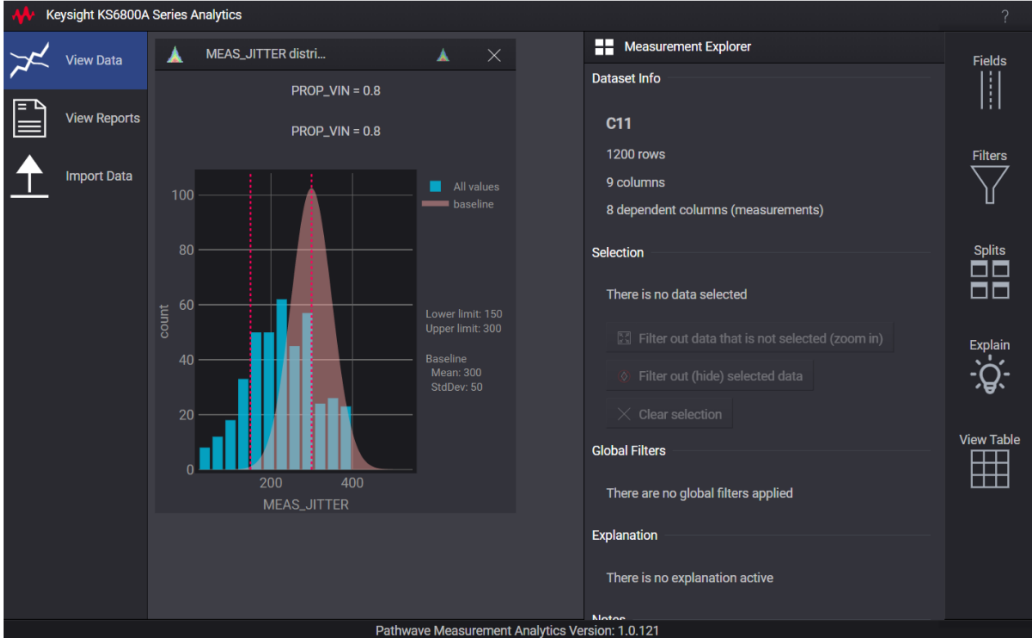 Keysight KS6800A Series Analytics
?
View Data
View Reports
Import Data
MEAS_JITTER distri...
PROP_VIN = 0.8
PROP_VIN = 0.8
100
80
60
40
20
0
count
200
400
MEAS_JITTER
All values
baseline
Lower limit: 150
Upper limit: 300
Baseline
Mean: 300
StdDev: 50
Measurement Explorer
Dataset Info
C11
1200 rows
9 columns
8 dependent columns (measurements)
Selection
There is no data selected
Filter out data that is not selected (zoom in)
Filter out (hide) selected data
Clear selection
Global Filters
There are no global filters applied
Explanation
There is no explanation active
Notes
Fields
Filters
Splits
Explain
View Table
Pathwave Measurement Analytics Version: 1.0.121